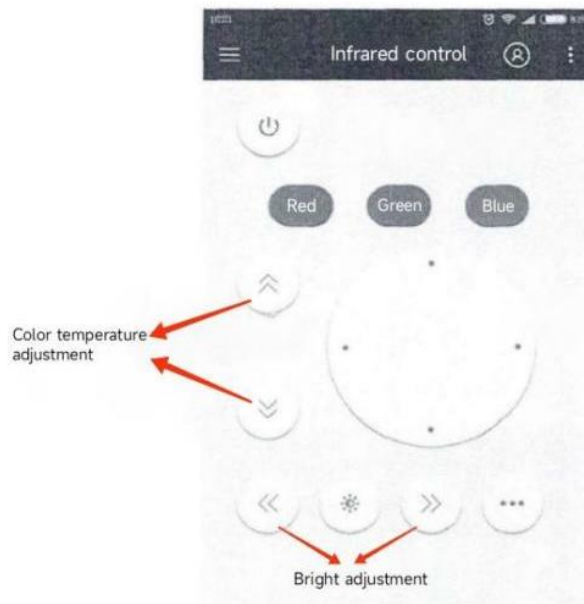 Infrared control
Red
Green
Blue
Color temperature
adjustment
Bright adjustment